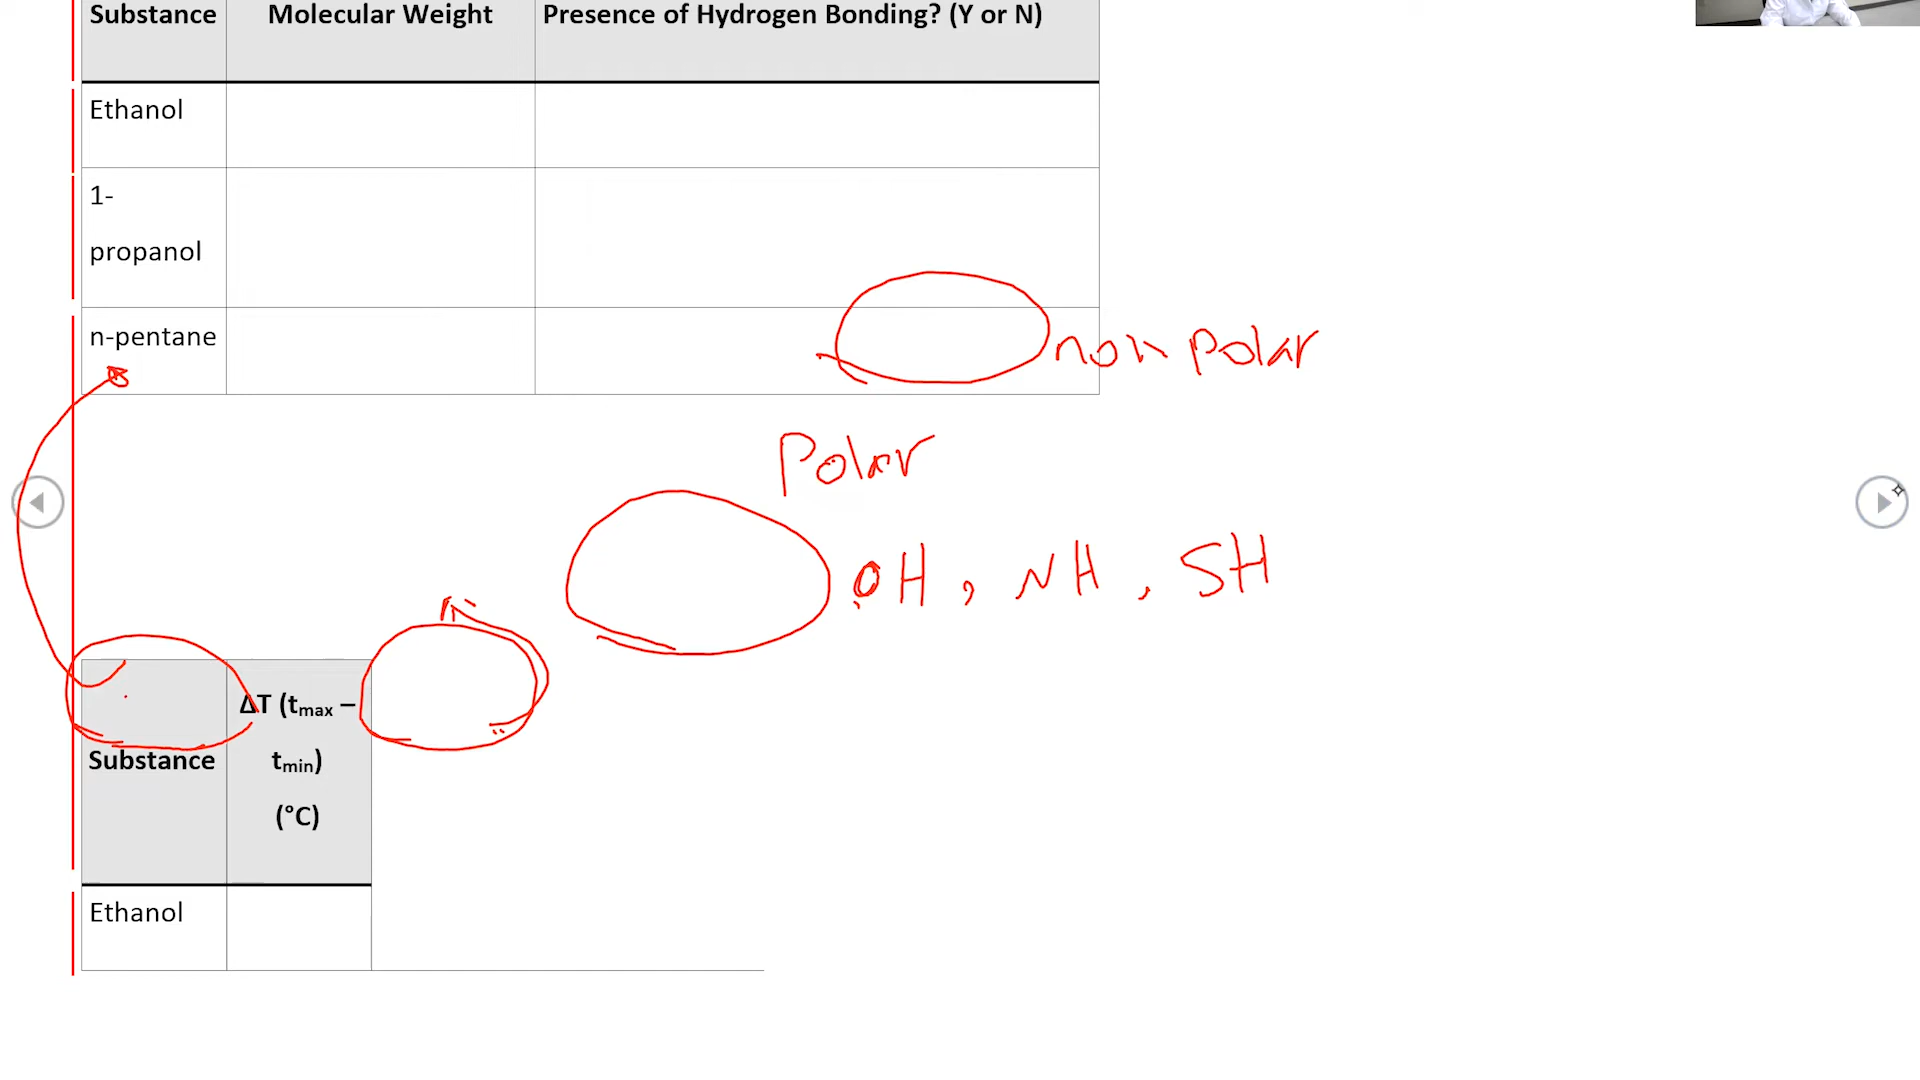 Substance Molecular Weight Presence of Hydrogen Bonding? (Y or N)
Ethanol
1-
propanol
n-pentane
non polar
Polar
OH, NH, SH
ΔT (tmax –
Substance tmin)
(°C)
Ethanol